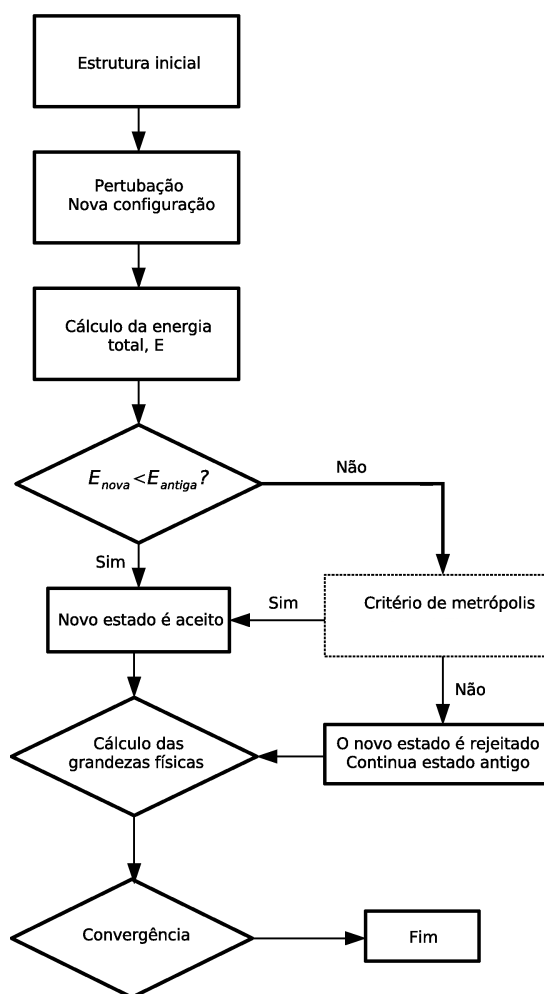 Estrutura inicial
Pertubação
Nova configuração
Cálculo da energia
total, E
E_nova < E_antiga ?
Não
Sim
Novo estado é aceito
Sim
Critério de metrópolis
Não
Cálculo das
grandezas físicas
O novo estado é rejeitado
Continua estado antigo
Convergência
Fim